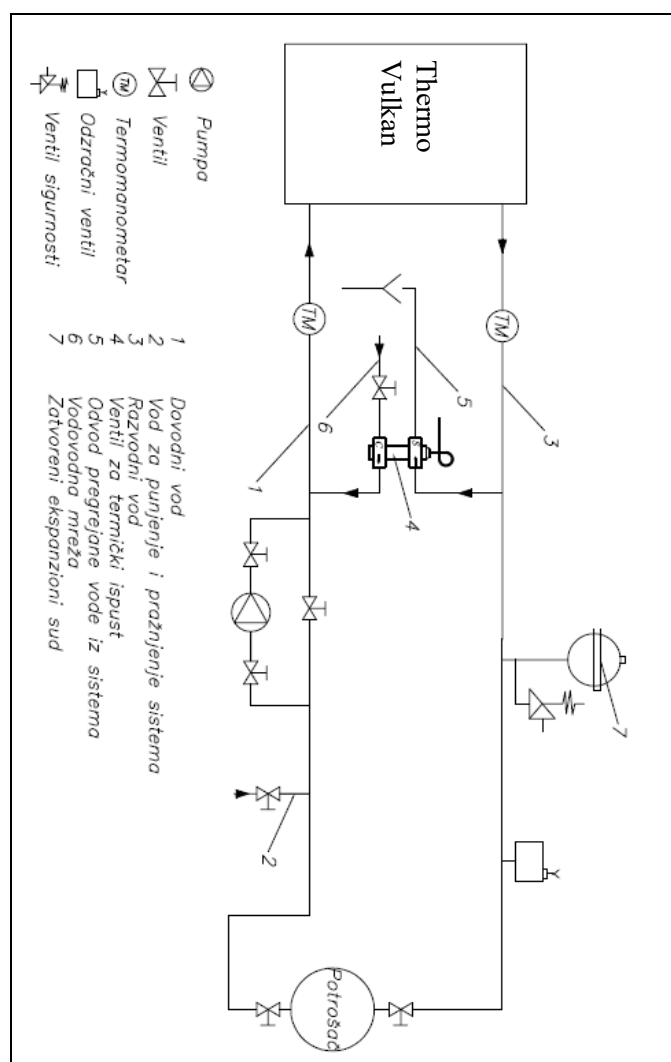 Thermo
Vulkan
TM
TM
3
5
6
1
C
S
4
7
2
Potrošač
Pumpa
Ventil
TM Termomanometar
Odzračni ventil
Ventil sigurnosti
1 Dovodni vod
2 Vod za punjenje i pražnjenje sistema
3 Razvodni vod
4 Ventil za termički ispust
5 Odvod pregrejane vode iz sistema
6 Vodovodna mreža
7 Zatvoreni ekspanzioni sud